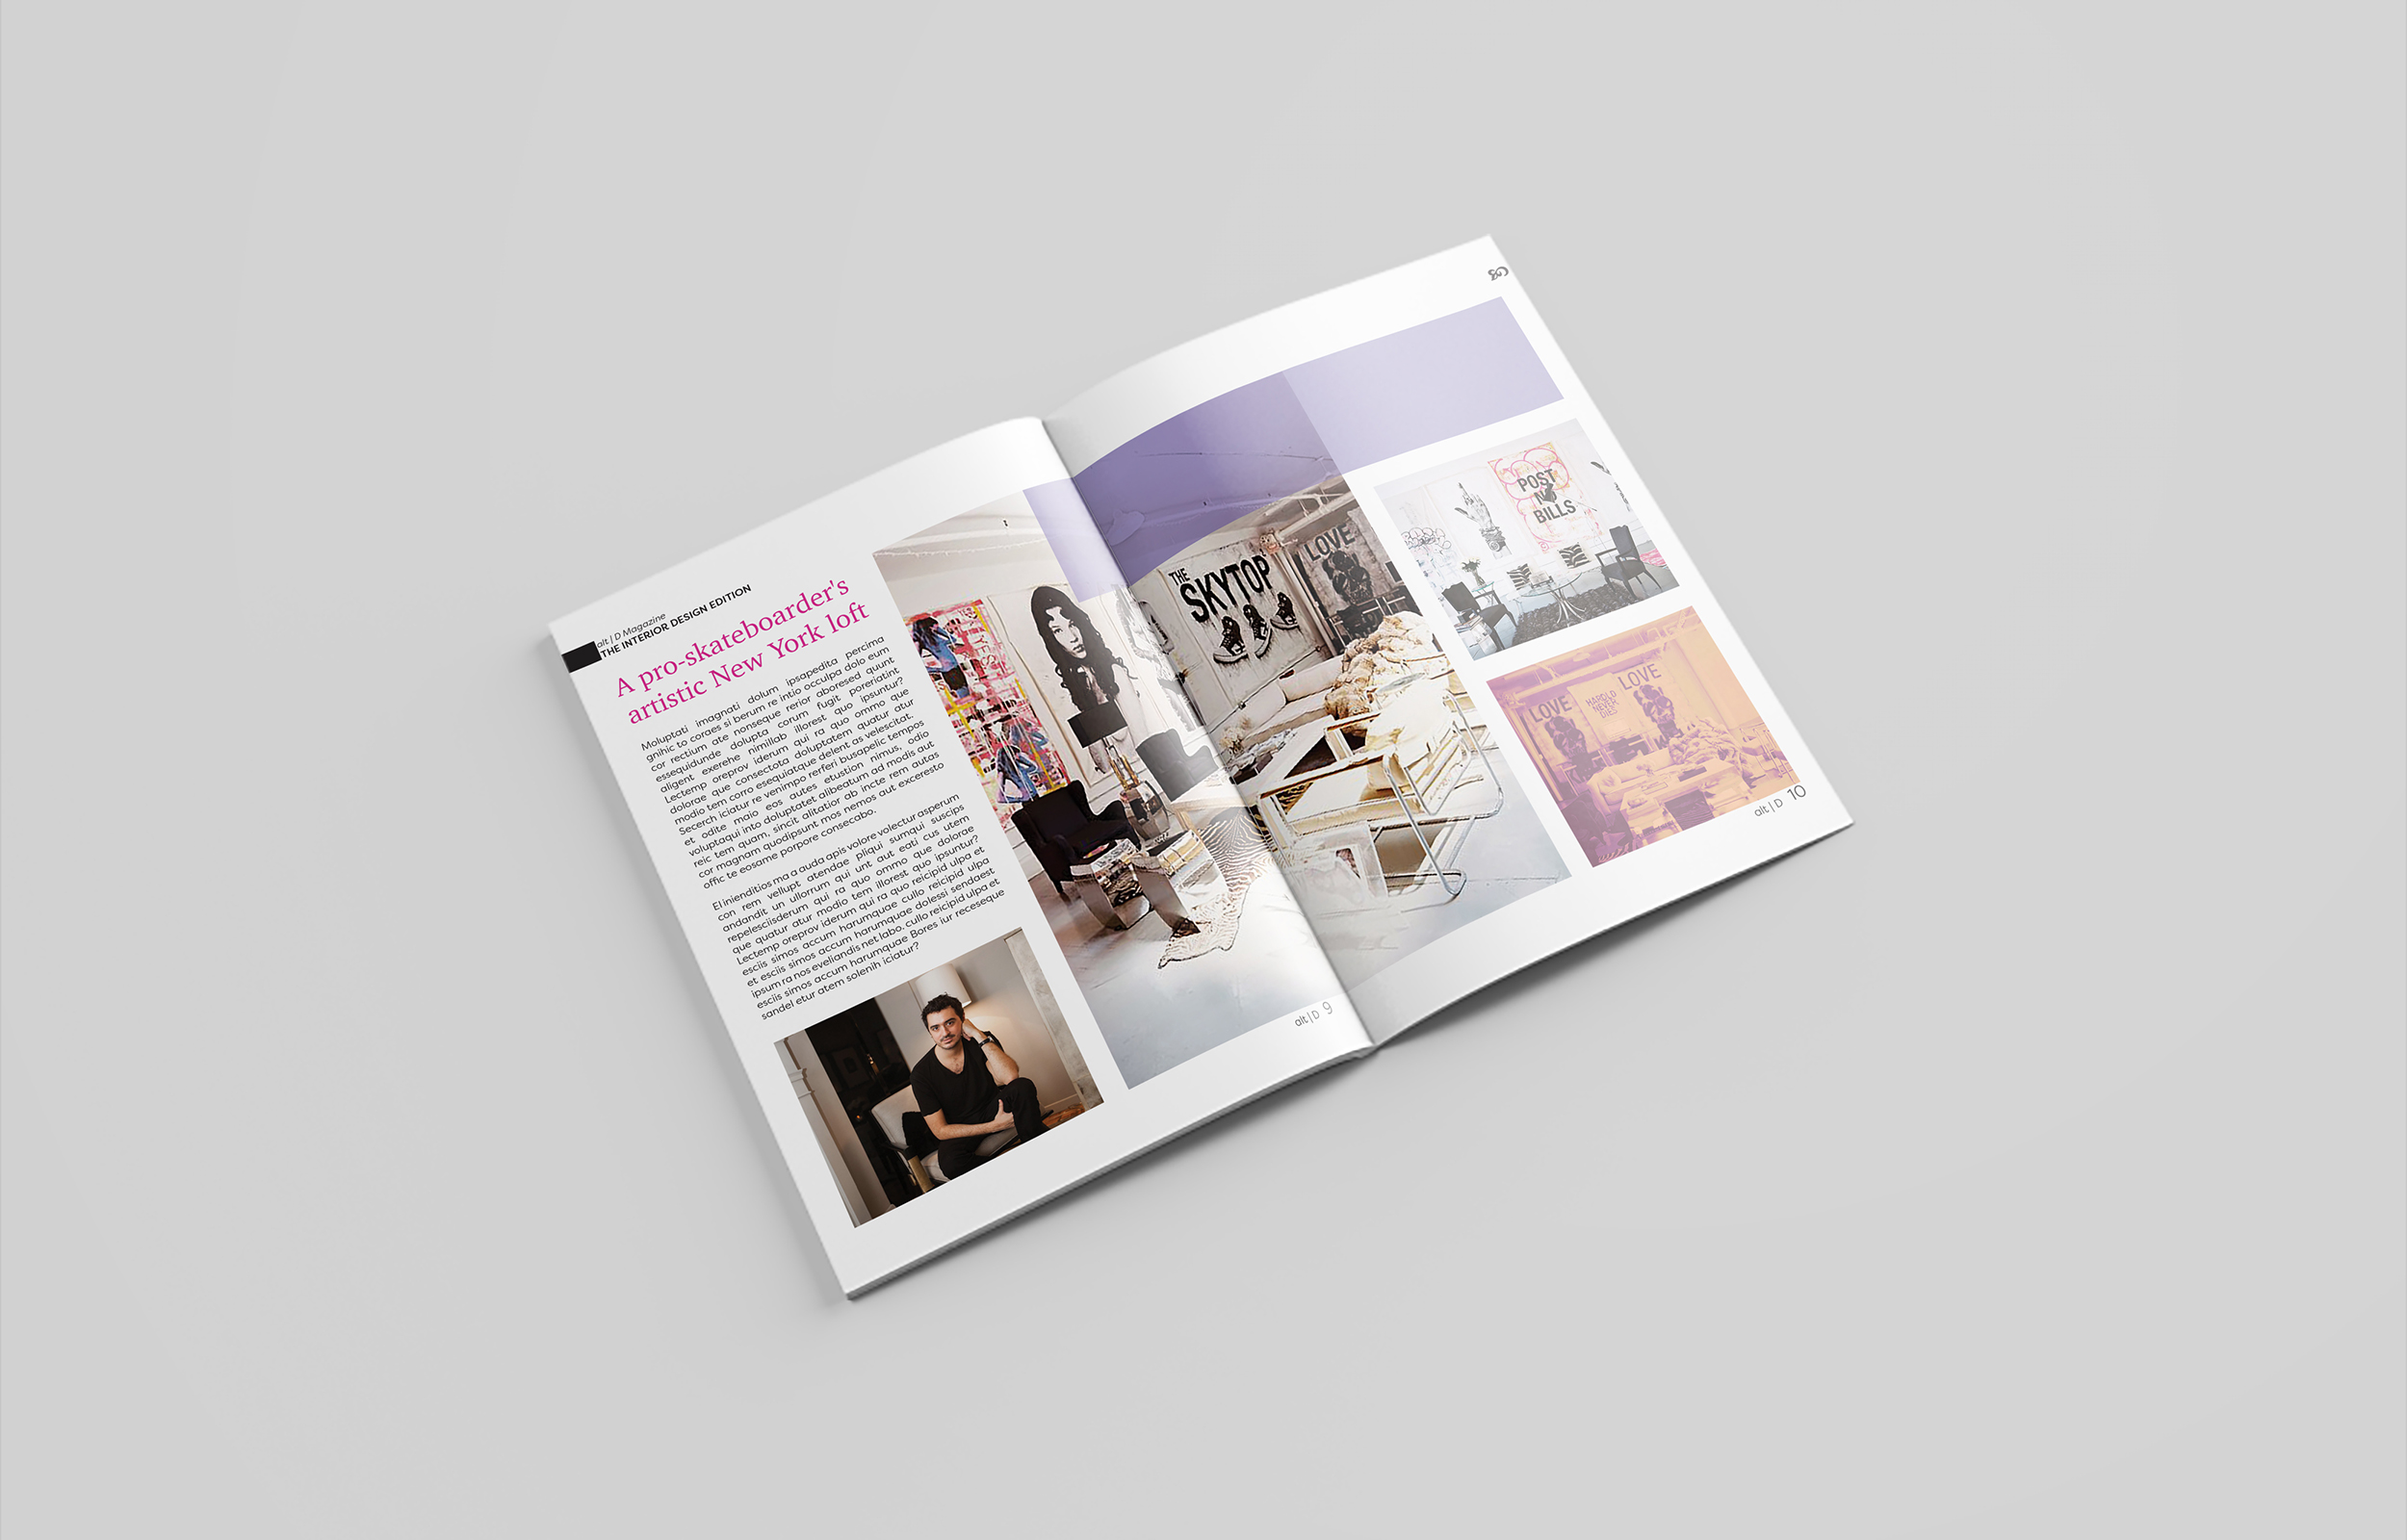 alt | D Magazine
THE INTERIOR DESIGN EDITION
A pro-skateboarder's
artistic New York loft
Moluptati imagnati dolum ipsapedita percima
gnihic to coraes si berum re intio occulpa dolo eum
cor rectium ate nonseque rerior aboresed quunt
essequidunde dolupta corum fugit poreriatint
aligent exerehe nimillab illorest quo ipsuntur?
Lectemp oreprov iderum qui ra quo ommo que
dolorae que consectota doluptatem quatur atur
modio tem corro esequiatque delent as velescitat.
Secerch iciatur re venimpo rerferi busapelic tempos
et odite maio eos autes etustion nimus, odio
voluptaqui into doluptatet alibeatum ad modis aut
reic tem quam, sincit alitatior ab incte rem autas
cor magnam quodipsunt mos nemos aut exceresto
offic te eosame porpore consecabo.
El inienditios ma a auda apis volore volectur asperum
con rem vellupt atendae pliqui sumqui suscips
andandit un ullorrum qui unt aut eati cus utem
repelesciisderum qui ra quo ommo que dolorae
que quatur atur modio tem illorest quo ipsuntur?
Lectemp oreprov iderum qui ra quo reicipid ulpa et
esciis simos accum harumquae cullo reicipid ulpa
et esciis simos accum harumquae dolessi sendaest
ipsum ra nos eveliandis net labo. cullo reicipid ulpa et
esciis simos accum harumquae Bores iur receseque
sandel etur atem solenih iciatur?
alt | D 9
THE
SKYTOP
LOVE
POST
NO
BILLS
LOVE
HAROLD
NEVER
DIES
LOVE
alt | D 10